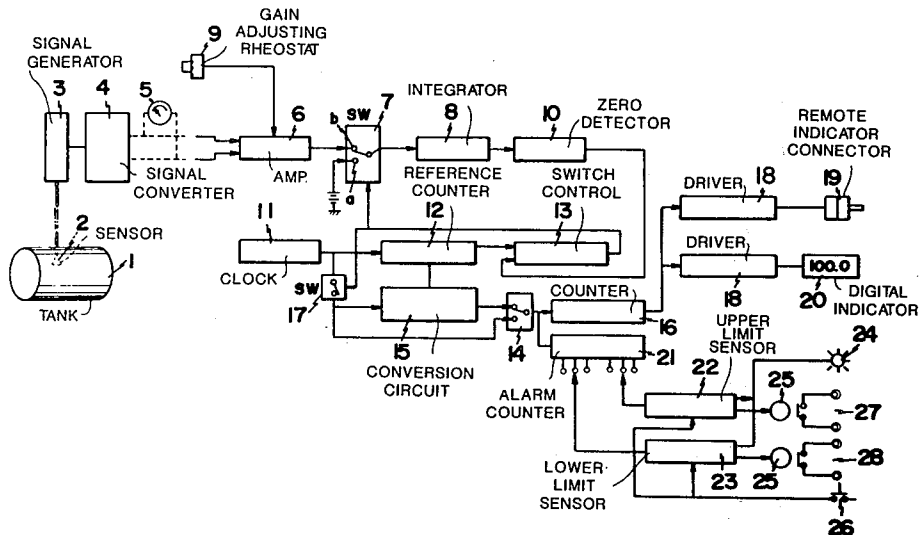 GAIN
ADJUSTING
RHEOSTAT
9
SIGNAL
GENERATOR
3
4
5
SIGNAL
CONVERTER
6
AMP.
b
SW
7
a
INTEGRATOR
8
10
ZERO
DETECTOR
REFERENCE
COUNTER
12
SWITCH
CONTROL
13
2
SENSOR
1
TANK
11
CLOCK
SW
17
15
CONVERSION
CIRCUIT
14
COUNTER
16
DRIVER
18
REMOTE
INDICATOR
CONNECTOR
19
DRIVER
18
100.0
20
DIGITAL
INDICATOR
21
ALARM
COUNTER
UPPER
LIMIT
SENSOR
22
24
25
27
LOWER-
LIMIT
SENSOR
23
25
28
26